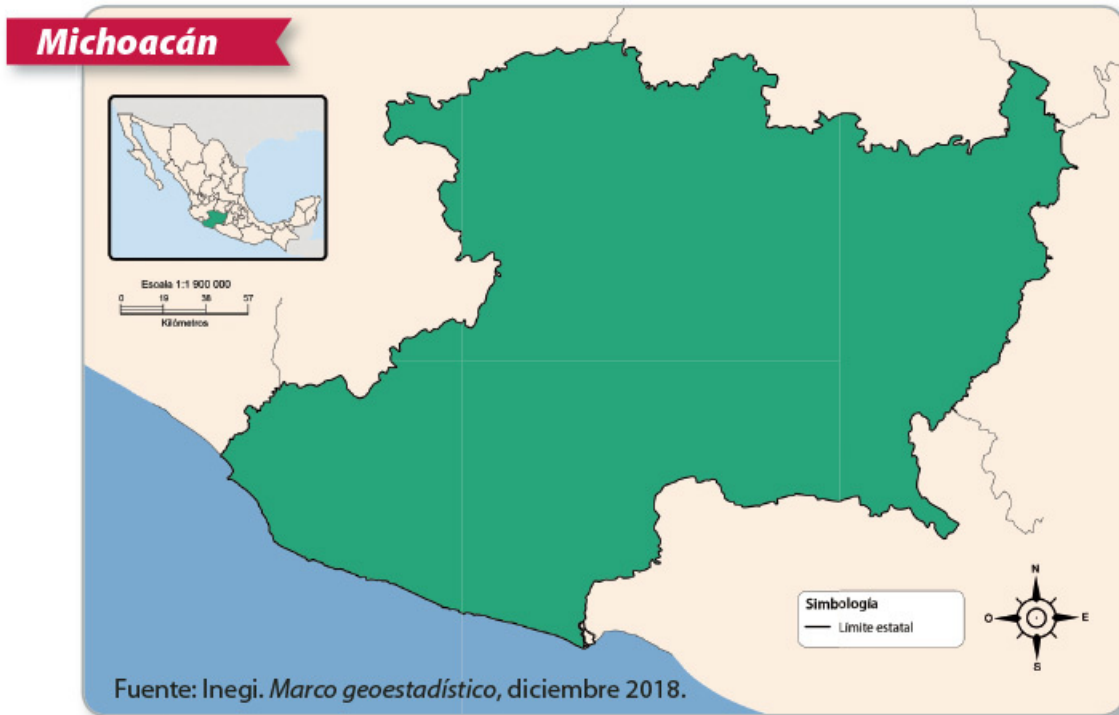 Michoacán
Escala 1:1 900 000
0 19 38 57
Kilómetros
N
O E
S
Simbología
Límite estatal
Fuente: Inegi. Marco geoestadístico, diciembre 2018.